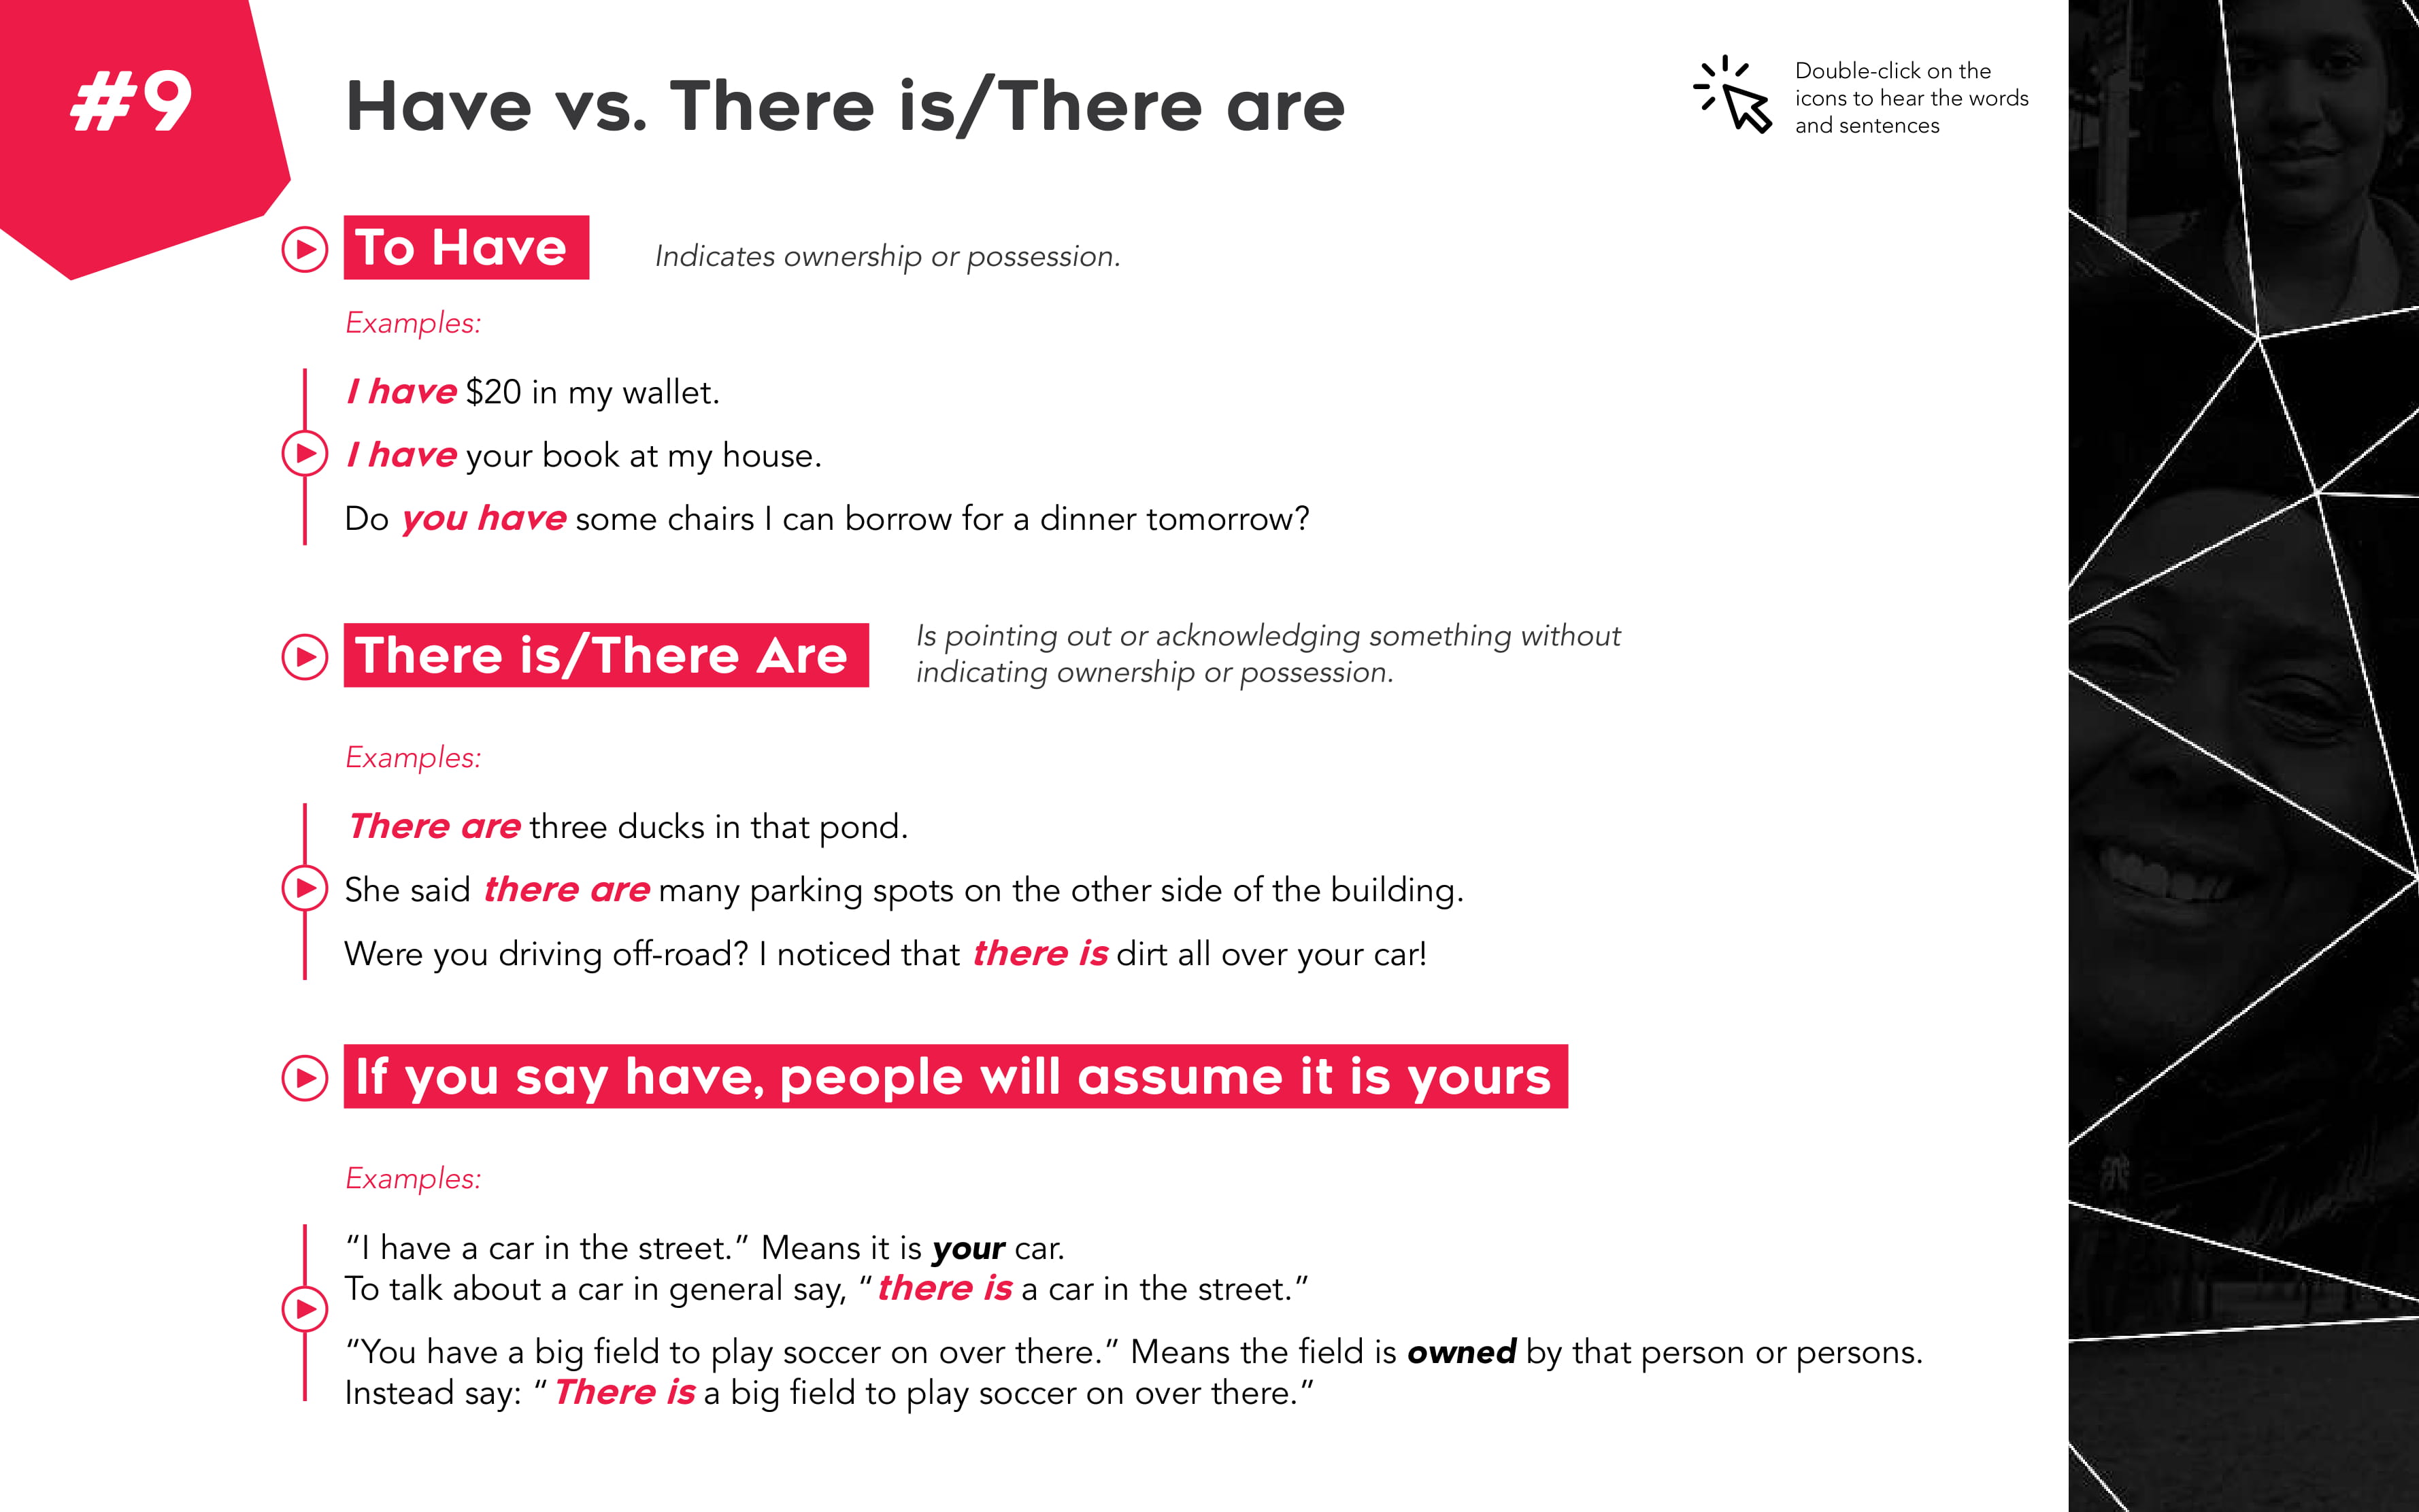 #9
Have vs. There is/There are
Double-click on the
icons to hear the words
and sentences
To Have
Indicates ownership or possession.
Examples:
I have $20 in my wallet.
I have your book at my house.
Do you have some chairs I can borrow for a dinner tomorrow?
There is/There Are
Is pointing out or acknowledging something without
indicating ownership or possession.
Examples:
There are three ducks in that pond.
She said there are many parking spots on the other side of the building.
Were you driving off-road? I noticed that there is dirt all over your car!
If you say have, people will assume it is yours
Examples:
“I have a car in the street.” Means it is your car.
To talk about a car in general say, “there is a car in the street.”
“You have a big field to play soccer on over there.” Means the field is owned by that person or persons.
Instead say: “There is a big field to play soccer on over there.”